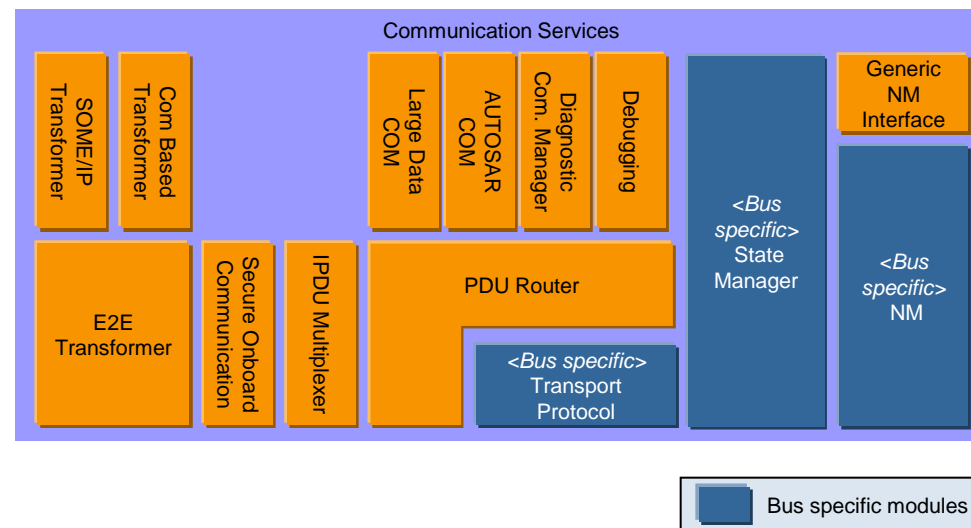 Communication Services
SOME/IP
Transformer
Com Based
Transformer
Large Data
COM
AUTOSAR
COM
Diagnostic
Com. Manager
Debugging
<Bus
specific>
State
Manager
Generic
NM
Interface
E2E
Transformer
Secure Onboard
Communication
IPDU Multiplexer
PDU Router
<Bus specific>
Transport
Protocol
<Bus
specific>
NM
Bus specific modules